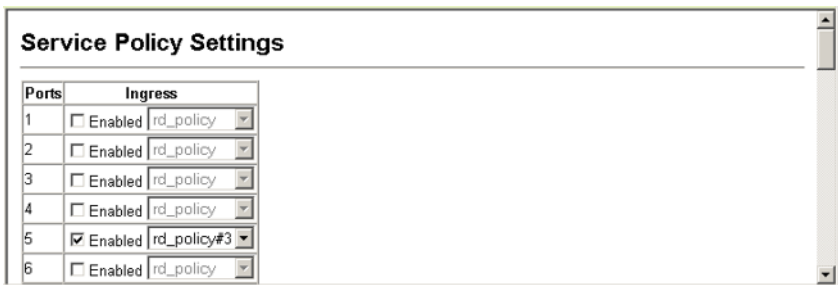 Service Policy Settings
Ports Ingress
1 Enabled rd_policy
2 Enabled rd_policy
3 Enabled rd_policy
4 Enabled rd_policy
5 Enabled rd_policy#3
6 Enabled rd_policy